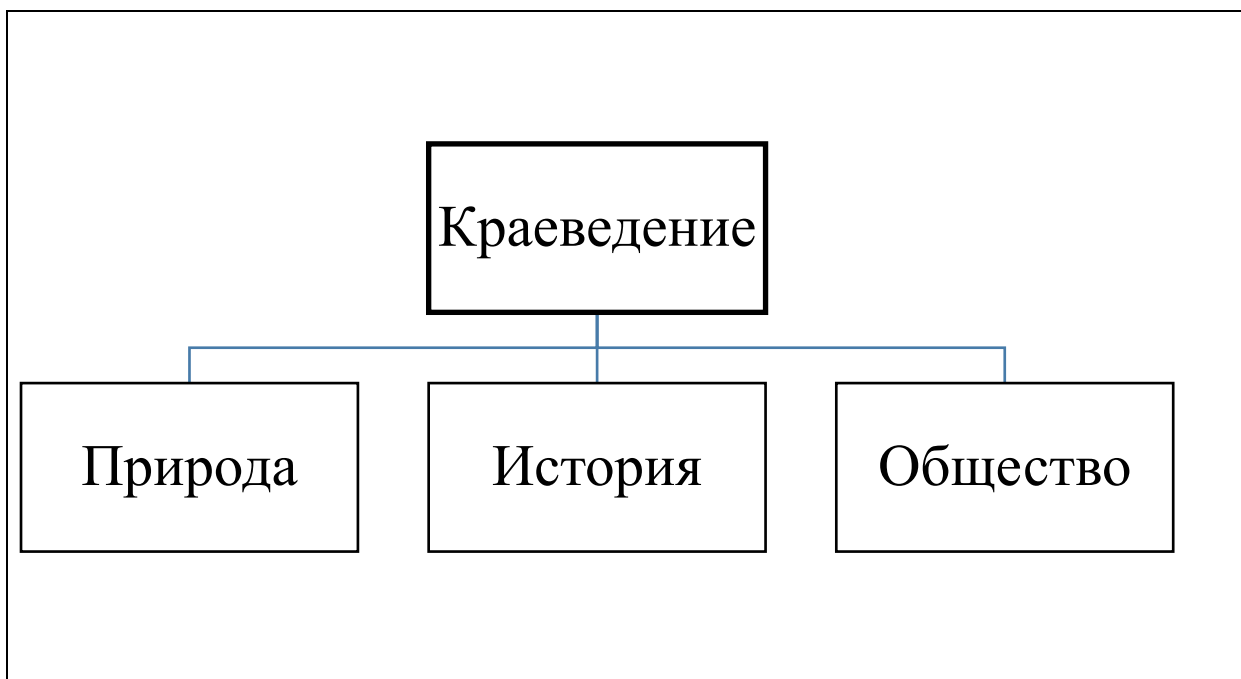 Краеведение
Природа
История
Общество